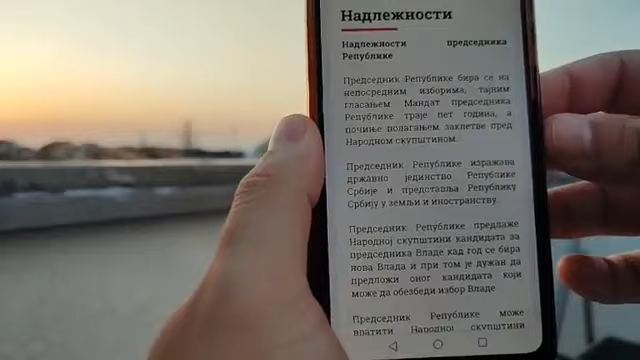 Надлежности
Надлежности председника
Републике
Председник Републике бира се на
непосредним изборима, тајним
гласањем Мандат председника
Републике траје пет година, а
почиње полагањем заклетве пред
Народном скупштином.
Председник Републике изражава
државно јединство Републике
Србије и представља Републику
Србију у земљи и иностранству.
Председник Републике предлаже
Народној скупштини кандидата за
председника Владе кад год се бира
нова Влада и при том је дужан да
предложи оног кандидата који
може да обезбеди избор Владе
Председник Републике може
вратити Народној скупштини